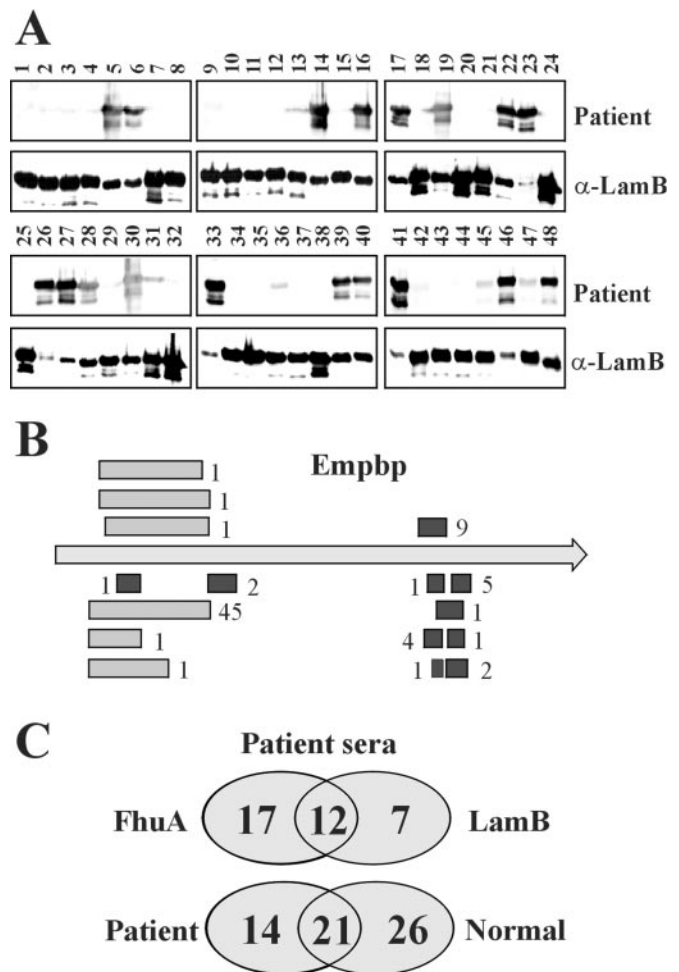 A
1 2 3 4 5 6 7 8 9 10 11 12 13 14 15 16 17 18 19 20 21 22 23 24
Patient
α-LamB
25 26 27 28 29 30 31 32 33 34 35 36 37 38 39 40 41 42 43 44 45 46 47 48
Patient
α-LamB
B
Empbp
1
1
1 9
1 2 1 5
45 1
1 4 1
1 1 2
C
Patient sera
FhuA 17 12 7 LamB
Patient 14 21 26 Normal